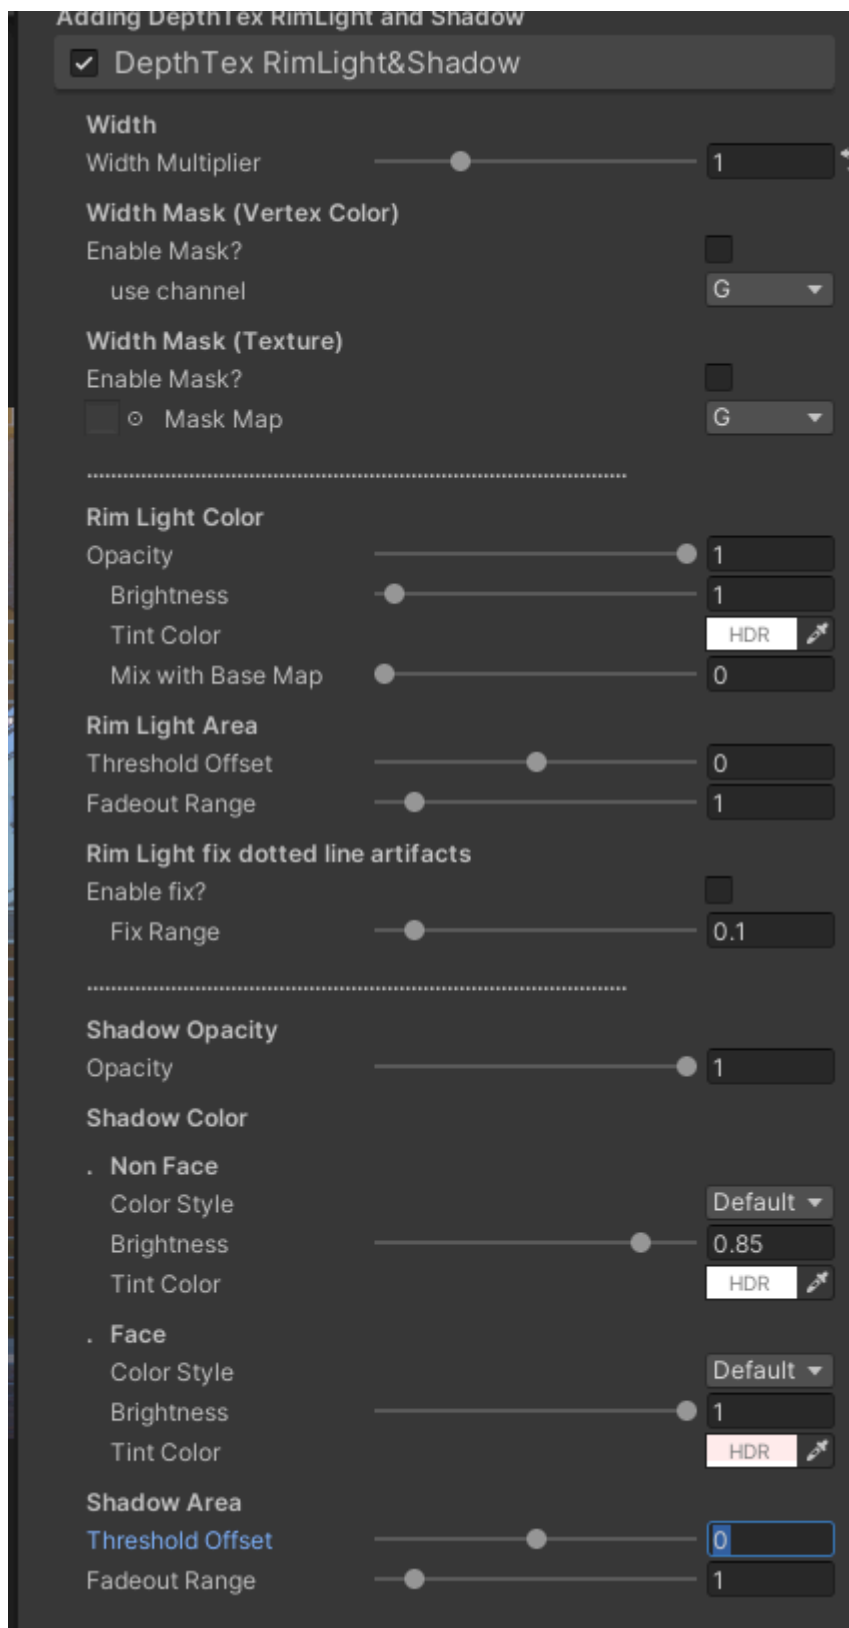 Adding DepthTex RimLight and Shadow
DepthTex RimLight&Shadow
Width
Width Multiplier 1
Width Mask (Vertex Color)
Enable Mask?
use channel G
Width Mask (Texture)
Enable Mask?
Mask Map G
Rim Light Color
Opacity 1
Brightness 1
Tint Color HDR
Mix with Base Map 0
Rim Light Area
Threshold Offset 0
Fadeout Range 1
Rim Light fix dotted line artifacts
Enable fix?
Fix Range 0.1
Shadow Opacity
Opacity 1
Shadow Color
. Non Face
Color Style Default
Brightness 0.85
Tint Color HDR
. Face
Color Style Default
Brightness 1
Tint Color HDR
Shadow Area
Threshold Offset 0
Fadeout Range 1